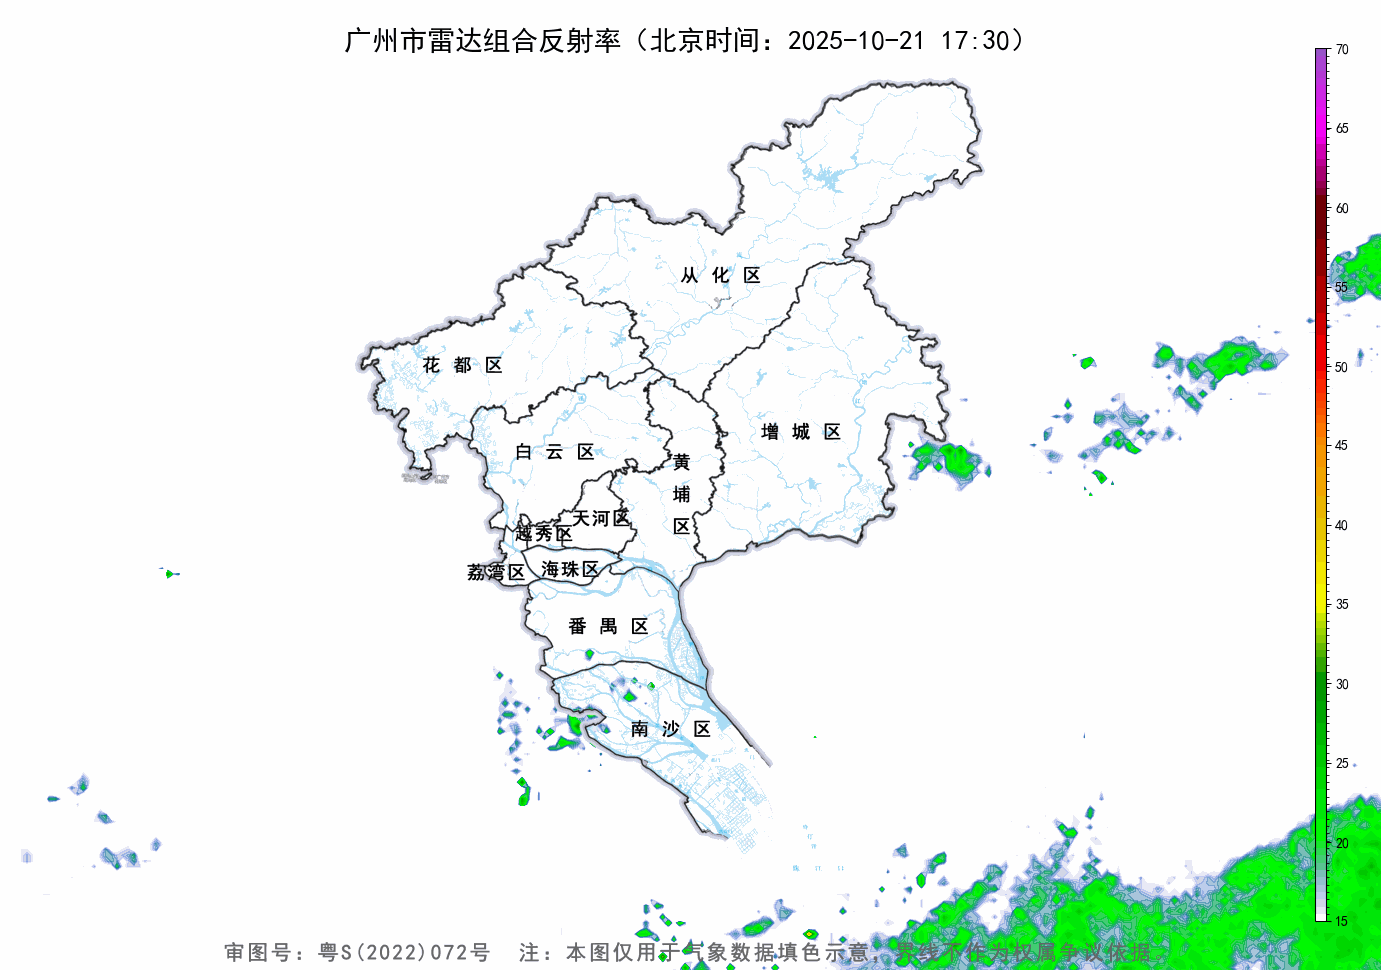 广州市雷达组合反射率（北京时间：2025-10-21 17:30）
70
65
60
55
50
45
40
35
30
25
20
15
从化区
花都区
增城区
白云区
黄埔区
天河区
越秀区
荔湾区
海珠区
番禺区
南沙区
审图号：粤S(2022)072号 注：本图仅用于气象数据填色示意，界线不作为权属争议依据。